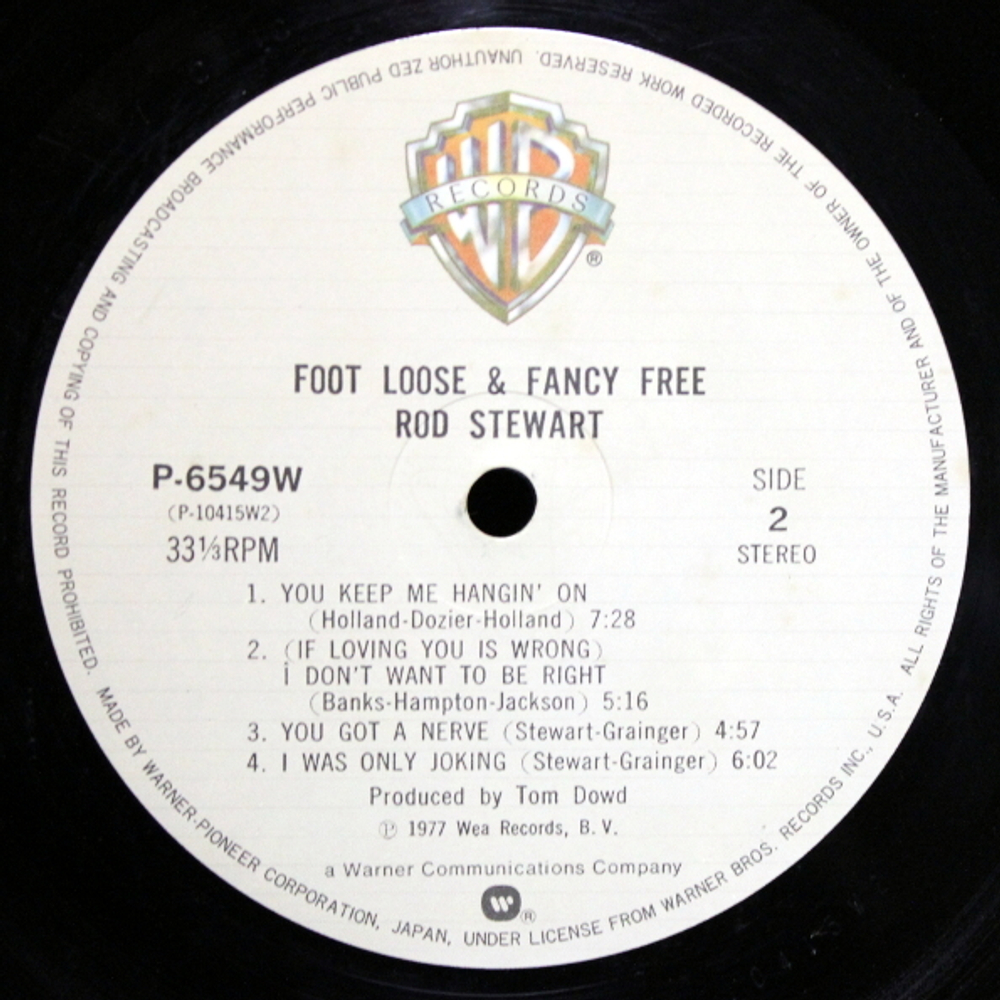 WB
RECORDS
®
FOOT LOOSE & FANCY FREE
ROD STEWART
P-6549W
(P-10415W2)
33⅓RPM
SIDE
2
STEREO
1. YOU KEEP ME HANGIN' ON
(Holland-Dozier-Holland) 7:28
2. (IF LOVING YOU IS WRONG)
I DON'T WANT TO BE RIGHT
(Banks-Hampton-Jackson) 5:16
3. YOU GOT A NERVE (Stewart-Grainger) 4:57
4. I WAS ONLY JOKING (Stewart-Grainger) 6:02
Produced by Tom Dowd
℗ 1977 Wea Records, B. V.
a Warner Communications Company
W ®
MADE BY WARNER-PIONEER CORPORATION, JAPAN, UNDER LICENSE FROM WARNER BROS. RECORDS INC., U.S.A. ALL RIGHTS OF THE MANUFACTURER AND OF THE OWNER OF THE RECORDED WORK RESERVED. UNAUTHOR ZED PUBLIC PERFORMANCE BROADCASTING AND COPYING OF THIS RECORD PROHIBITED.